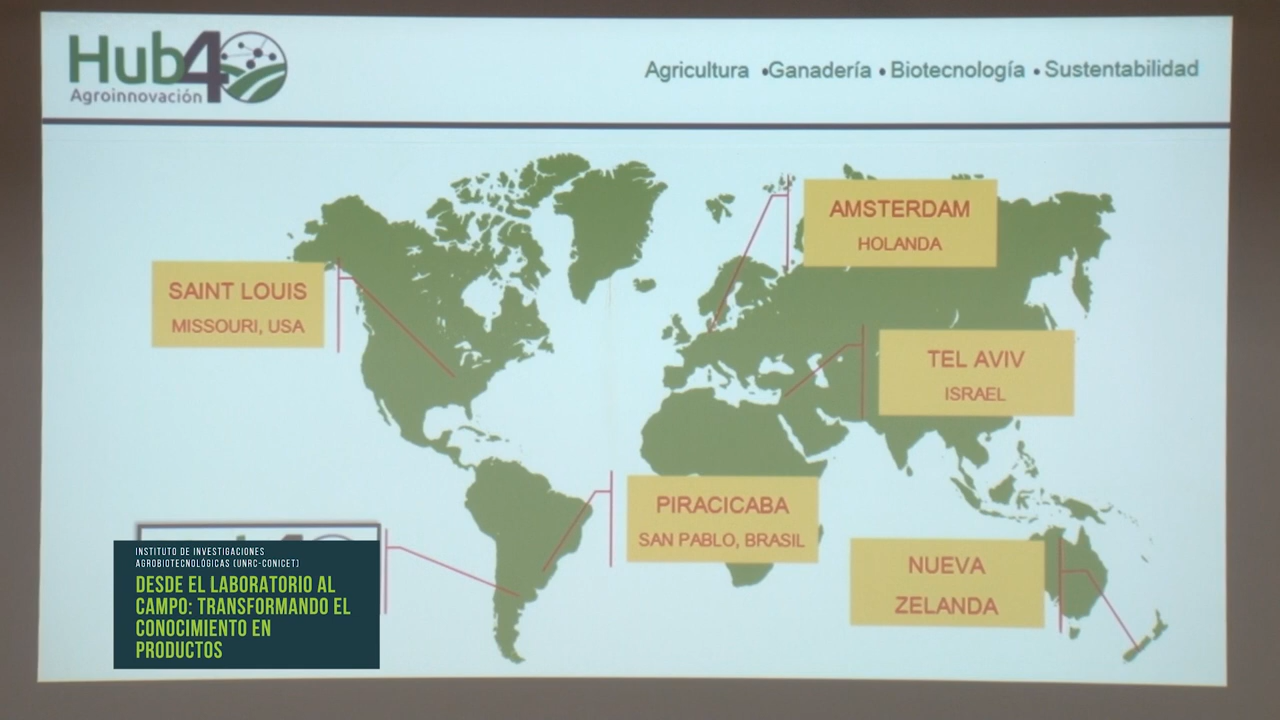 Hub4
Agroinnovación
Agricultura •Ganadería • Biotecnología • Sustentabilidad
AMSTERDAM
HOLANDA
SAINT LOUIS
MISSOURI, USA
TEL AVIV
ISRAEL
PIRACICABA
SAN PABLO, BRASIL
NUEVA
ZELANDA
INSTITUTO DE INVESTIGACIONES
AGROBIOTECNOLÓGICAS (UNRC-CONICET)
DESDE EL LABORATORIO AL
CAMPO: TRANSFORMANDO EL
CONOCIMIENTO EN
PRODUCTOS